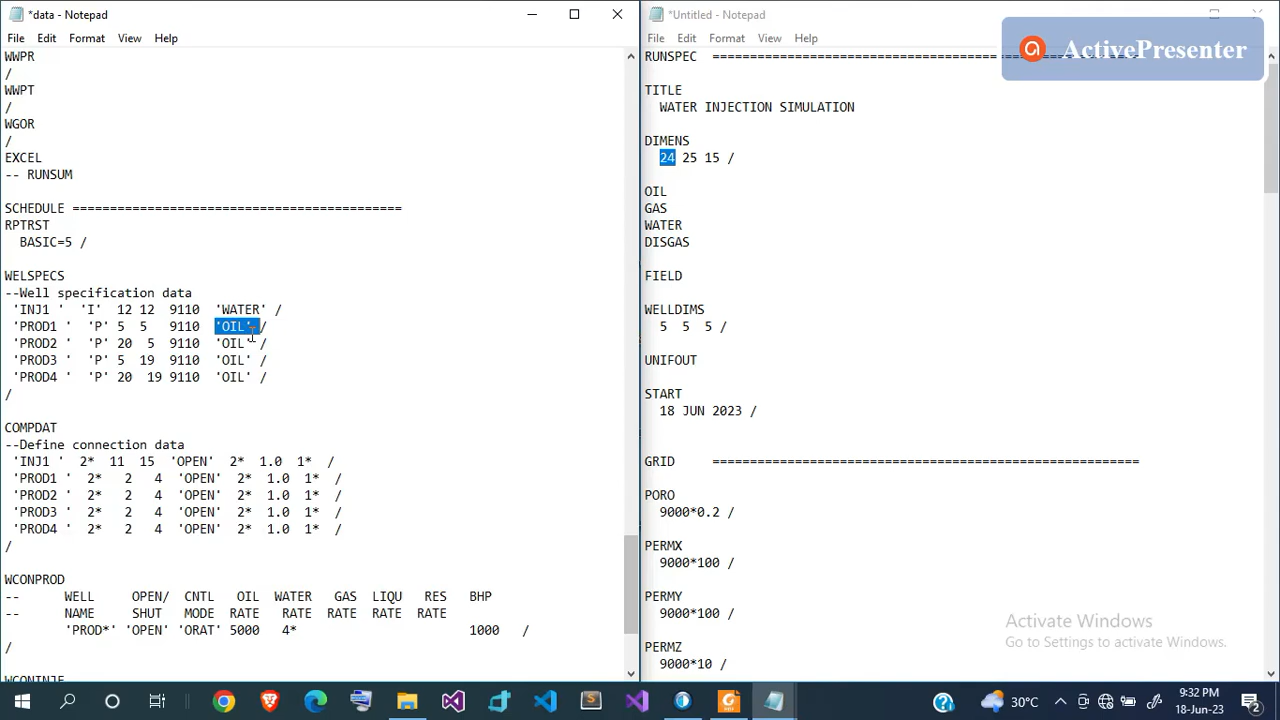 *data - Notepad
File Edit Format View Help
WWPR
/
WWPT
/
WGOR
/
EXCEL
-- RUNSUM
SCHEDULE ============================================
RPTRST
BASIC=5 /
WELSPECS
--Well specification data
'INJ1 ' 'I' 12 12 9110 'WATER' /
'PROD1 ' 'P' 5 5 9110 'OIL' /
'PROD2 ' 'P' 20 5 9110 'OIL' /
'PROD3 ' 'P' 5 19 9110 'OIL' /
'PROD4 ' 'P' 20 19 9110 'OIL' /
/
COMPDAT
--Define connection data
'INJ1 ' 2* 11 15 'OPEN' 2* 1.0 1* /
'PROD1 ' 2* 2 4 'OPEN' 2* 1.0 1* /
'PROD2 ' 2* 2 4 'OPEN' 2* 1.0 1* /
'PROD3 ' 2* 2 4 'OPEN' 2* 1.0 1* /
'PROD4 ' 2* 2 4 'OPEN' 2* 1.0 1* /
/
WCONPROD
-- WELL OPEN/ CNTL OIL WATER GAS LIQU RES BHP
-- NAME SHUT MODE RATE RATE RATE RATE RATE
'PROD*' 'OPEN' 'ORAT' 5000 4* 1000 /
/
WCONINJE
*Untitled - Notepad
File Edit Format View Help
ActivePresenter
RUNSPEC =========================================================
TITLE
WATER INJECTION SIMULATION
DIMENS
24 25 15 /
OIL
GAS
WATER
DISGAS
FIELD
WELLDIMS
5 5 5 /
UNIFOUT
START
18 JUN 2023 /
GRID =========================================================
PORO
9000*0.2 /
PERMX
9000*100 /
PERMY
9000*100 /
PERMZ
9000*10 /
Activate Windows
Go to Settings to activate Windows.
30°C
9:32 PM
18-Jun-23
2